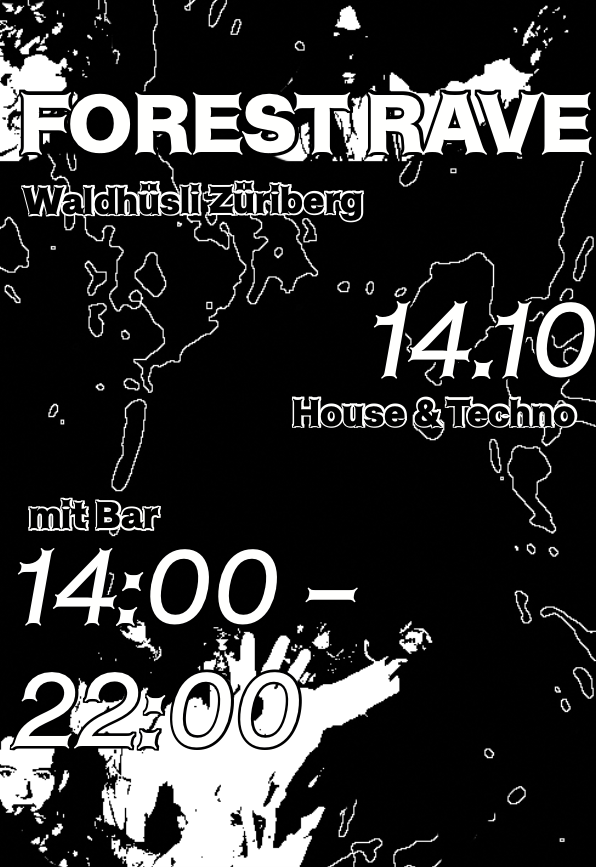 FOREST RAVE
Waldhüsli Züriberg
14.10
House & Techno
mit Bar
14:00 –
22:00